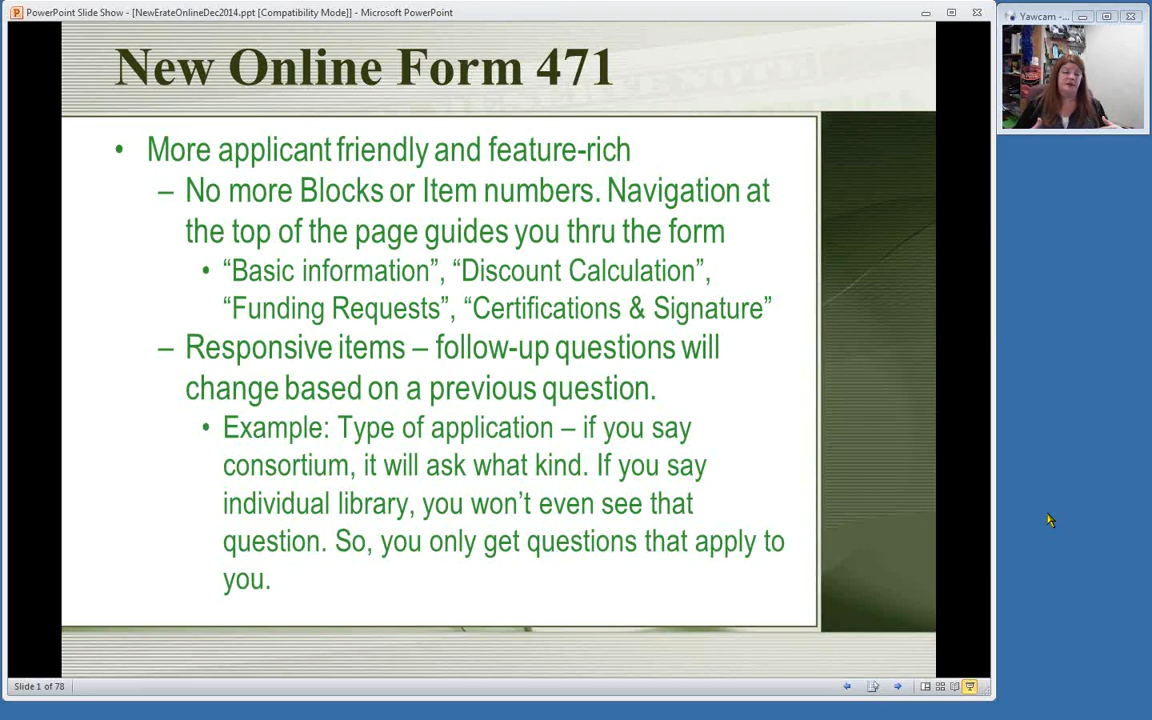 PowerPoint Slide Show - [NewErateOnlineDec2014.ppt [Compatibility Mode]] - Microsoft PowerPoint
Yawcam -...
New Online Form 471
• More applicant friendly and feature-rich
– No more Blocks or Item numbers. Navigation at
the top of the page guides you thru the form
• “Basic information”, “Discount Calculation”,
“Funding Requests”, “Certifications & Signature”
– Responsive items – follow-up questions will
change based on a previous question.
• Example: Type of application – if you say
consortium, it will ask what kind. If you say
individual library, you won’t even see that
question. So, you only get questions that apply to
you.
Slide 1 of 78